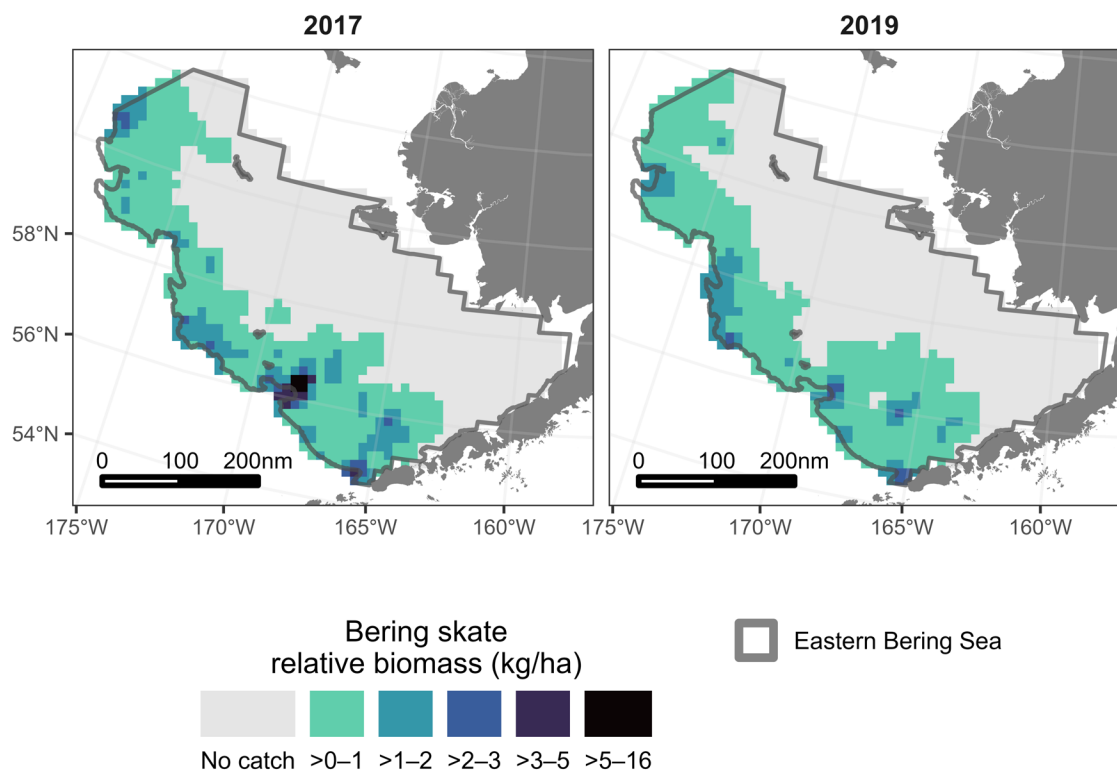 2017
2019
58°N
56°N
54°N
0 100 200nm
0 100 200nm
175°W 170°W 165°W 160°W
175°W 170°W 165°W 160°W
Bering skate
relative biomass (kg/ha)
No catch >0–1 >1–2 >2–3 >3–5 >5–16
Eastern Bering Sea